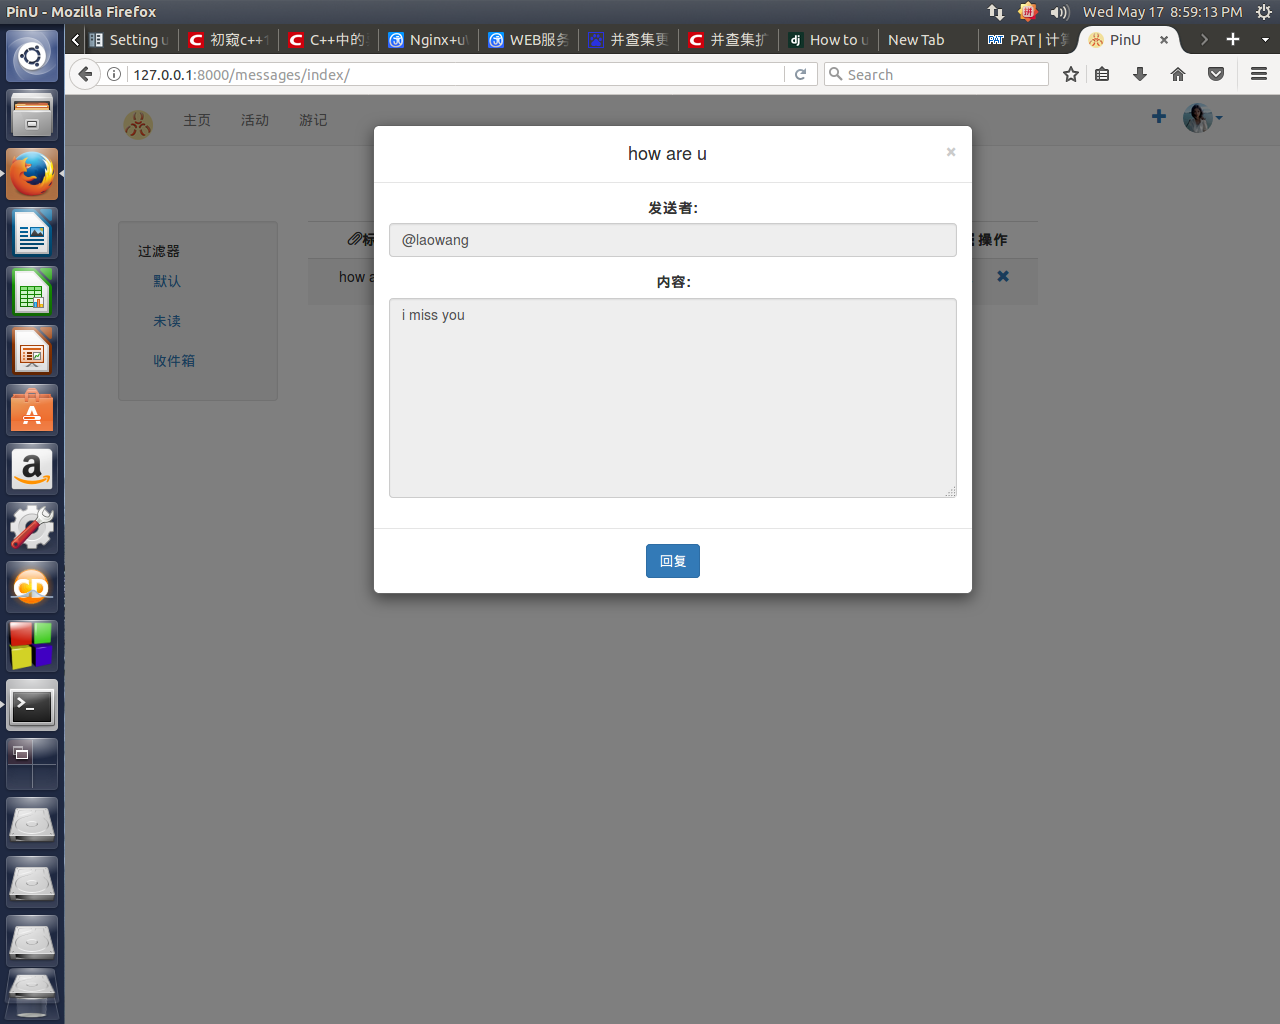 PinU - Mozilla Firefox
Wed May 17 8:59:13 PM
Setting u
初窥c++1
C++中的
Nginx+u
WEB服务
并查集更
并查集扩
How to u
New Tab
PAT | 计算
PinU
127.0.0.1:8000/messages/index/
Search
主页
活动
游记
how are u
×
发送者:
@laowang
内容:
i miss you
回复
过滤器
默认
未读
收件箱
标
操作
how a